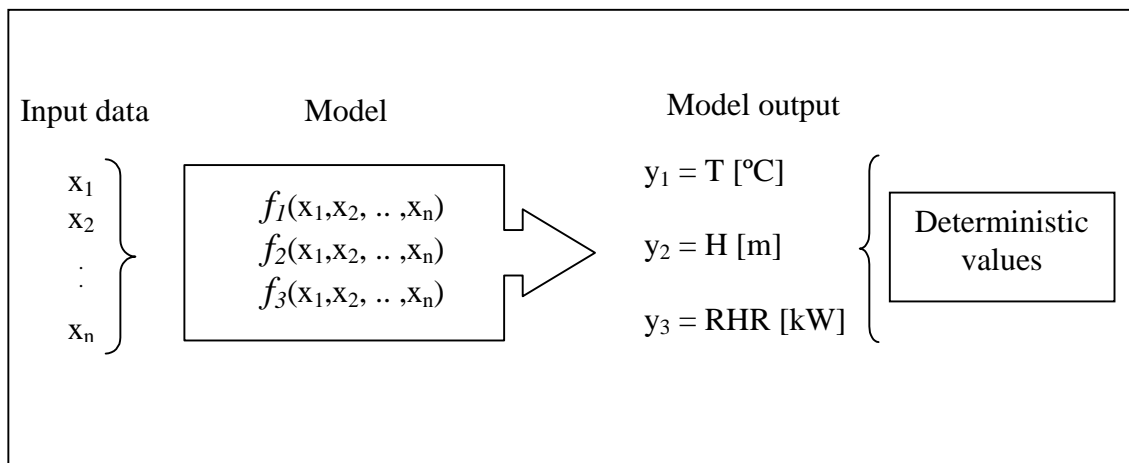 Input data
x₁
x₂
.
.
xₙ
Model
f₁(x₁,x₂, .. ,xₙ)
f₂(x₁,x₂, .. ,xₙ)
f₃(x₁,x₂, .. ,xₙ)
Model output
y₁ = T [ºC]
y₂ = H [m]
y₃ = RHR [kW]
Deterministic
values